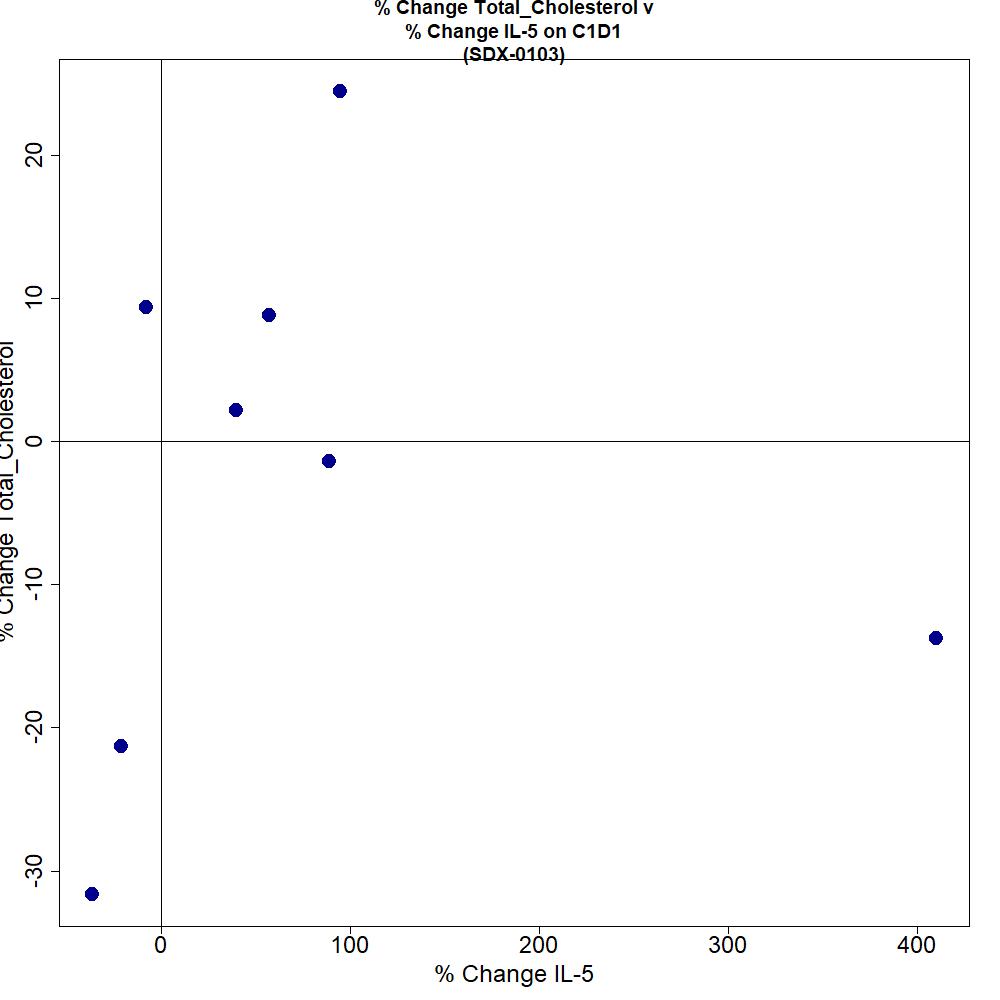 % Change Total_Cholesterol v
% Change IL-5 on C1D1
(SDX-0103)
% Change Total_Cholesterol
20
10
0
-10
-20
-30
0 100 200 300 400
% Change IL-5